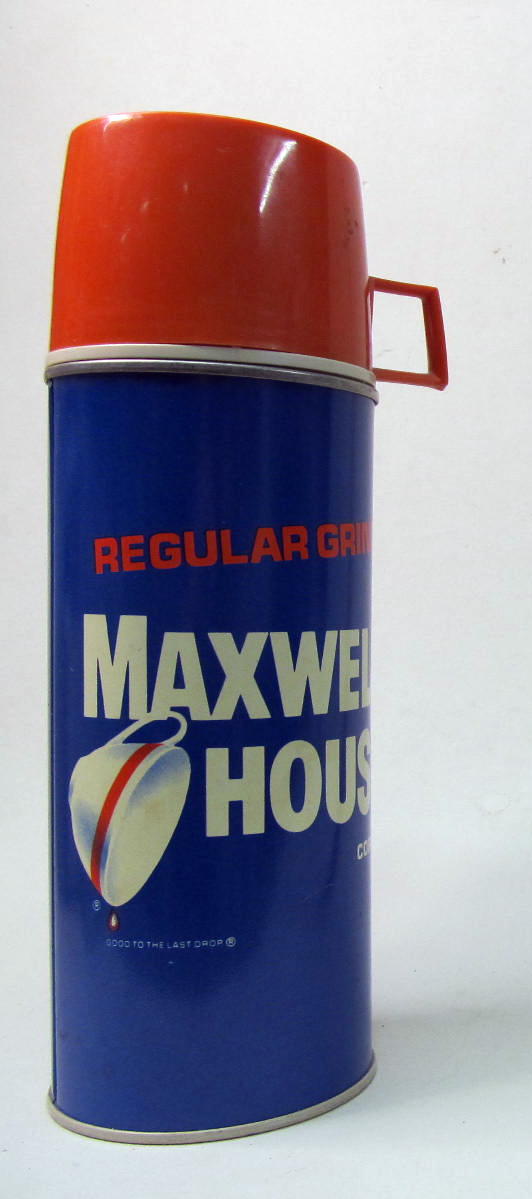 REGULAR GRIN
MAXWEL
HOUS
CO
®
GOOD TO THE LAST DROP ®